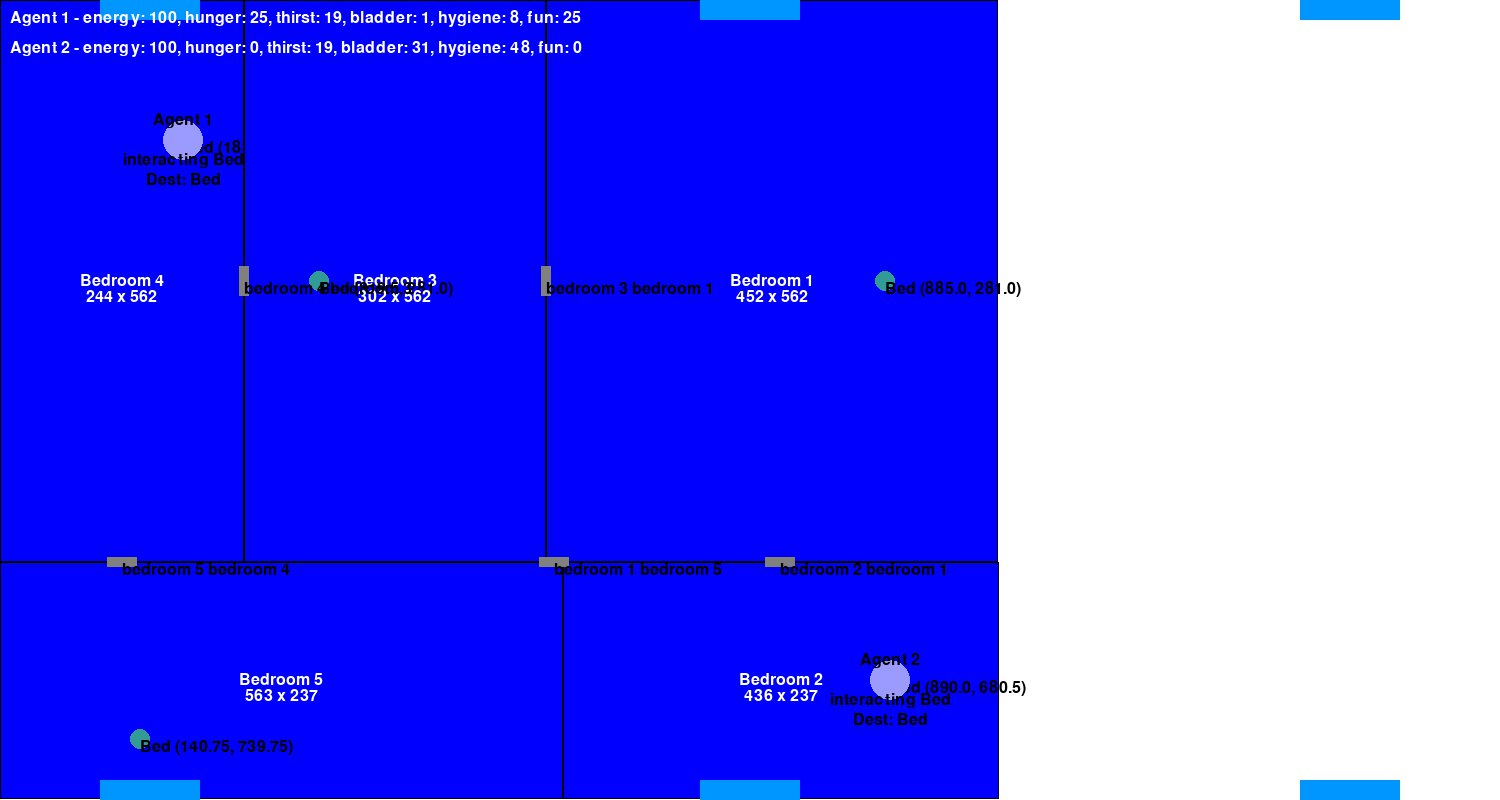 Agent 1 - energy: 100, hunger: 25, thirst: 19, bladder: 1, hygiene: 8, fun: 25
Agent 2 - energy: 100, hunger: 0, thirst: 19, bladder: 31, hygiene: 48, fun: 0
Agent 1
interacting Bed
Dest: Bed
Bedroom 4
244 x 562
Bedroom 3
302 x 562
bedroom 4
Bedroom 1
452 x 562
bedroom 3 bedroom 1
Bed (885.0, 281.0)
bedroom 5 bedroom 4
bedroom 1 bedroom 5
bedroom 2 bedroom 1
Bedroom 5
563 x 237
Bed (140.75, 739.75)
Bedroom 2
436 x 237
Agent 2
(890.0, 680.5)
interacting Bed
Dest: Bed